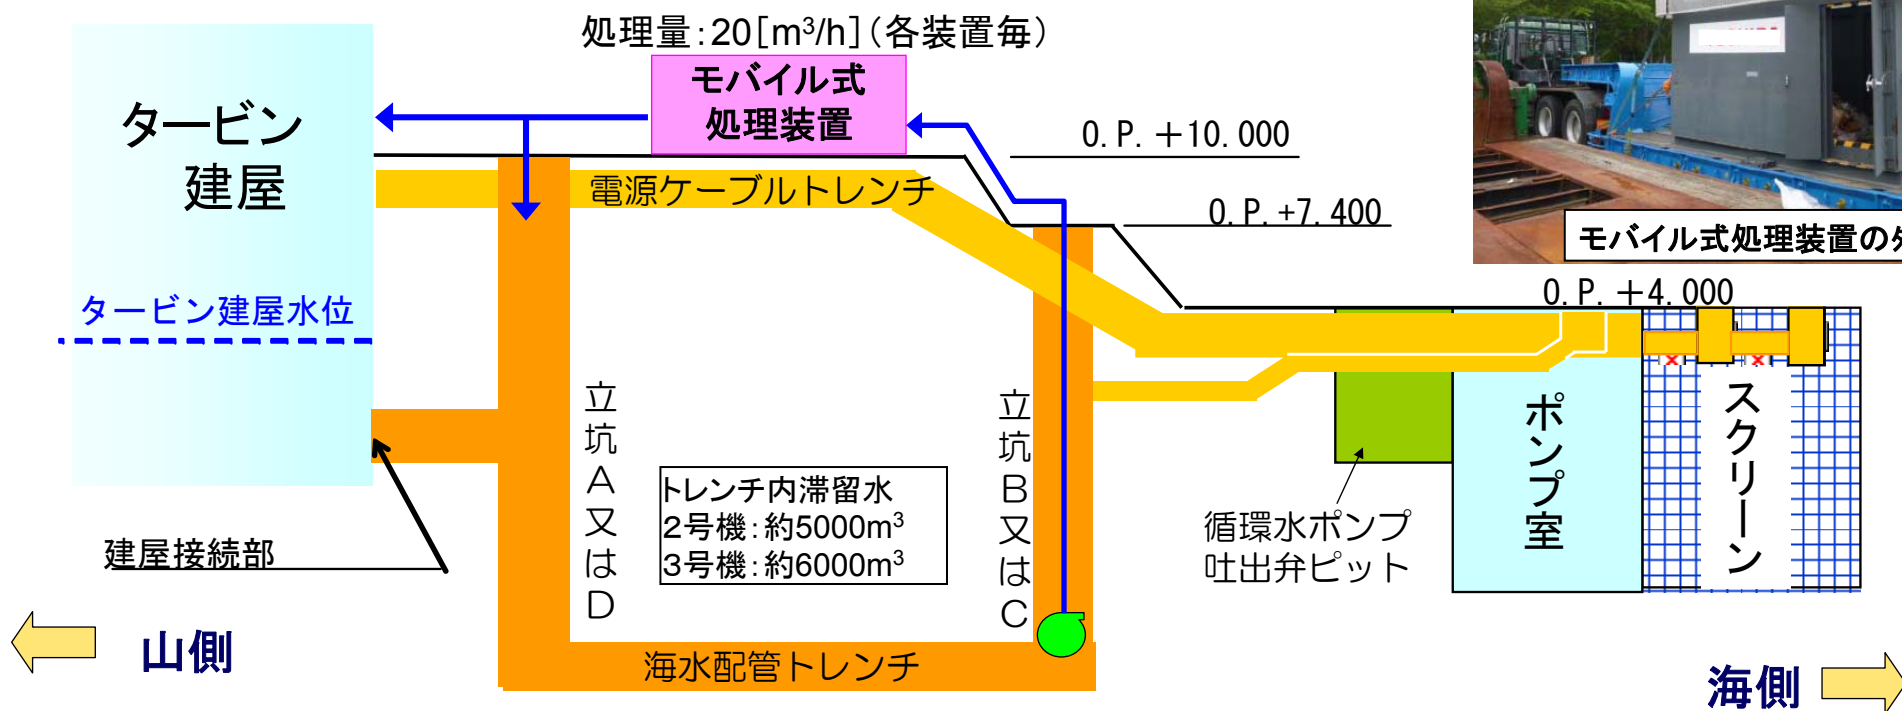 処理量：20[m³/h]（各装置毎）
モバイル式
処理装置
タービン
建屋
O.P.＋10.000
電源ケーブルトレンチ
O.P.+7.400
モバイル式処理装置の
O.P.＋4.000
タービン建屋水位
立坑A又はD
立坑B又はC
トレンチ内滞留水
2号機：約5000m³
3号機：約6000m³
ポンプ室
スクリーン
循環水ポンプ
吐出弁ピット
建屋接続部
海水配管トレンチ
山側
海側